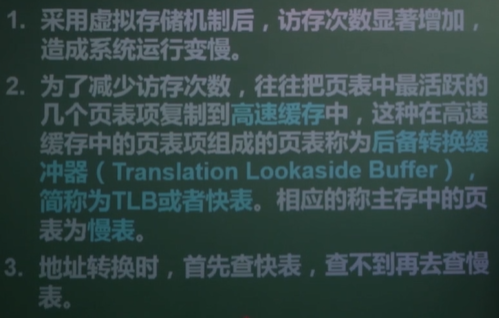 1. 采用虚拟存储机制后，访存次数显著增加，
造成系统运行变慢。
2. 为了减少访存次数，往往把页表中最活跃的
几个页表项复制到高速缓存中，这种在高速
缓存中的页表项组成的页表称为后备转换缓
冲器（Translation Lookaside Buffer），
简称为TLB或者快表。相应的称主存中的页
表为慢表。
3. 地址转换时，首先查快表，查不到再去查慢
表。